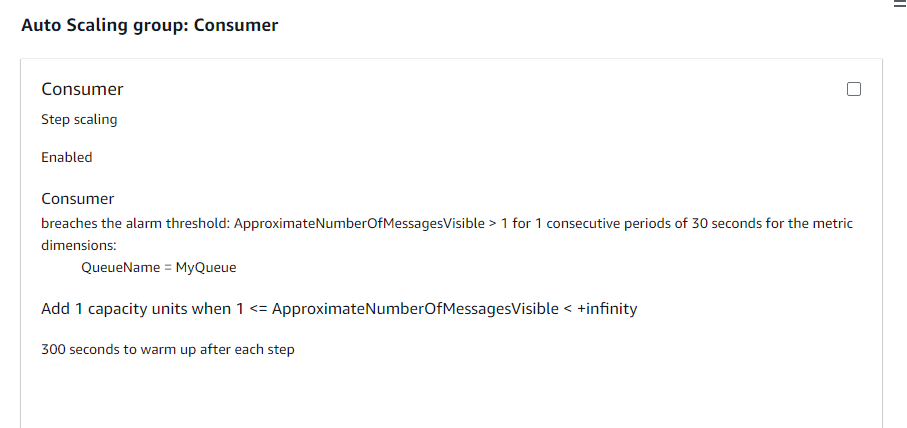 Auto Scaling group: Consumer
Consumer
Step scaling
Enabled
Consumer
breaches the alarm threshold: ApproximateNumberOfMessagesVisible > 1 for 1 consecutive periods of 30 seconds for the metric
dimensions:
QueueName = MyQueue
Add 1 capacity units when 1 <= ApproximateNumberOfMessagesVisible < +infinity
300 seconds to warm up after each step